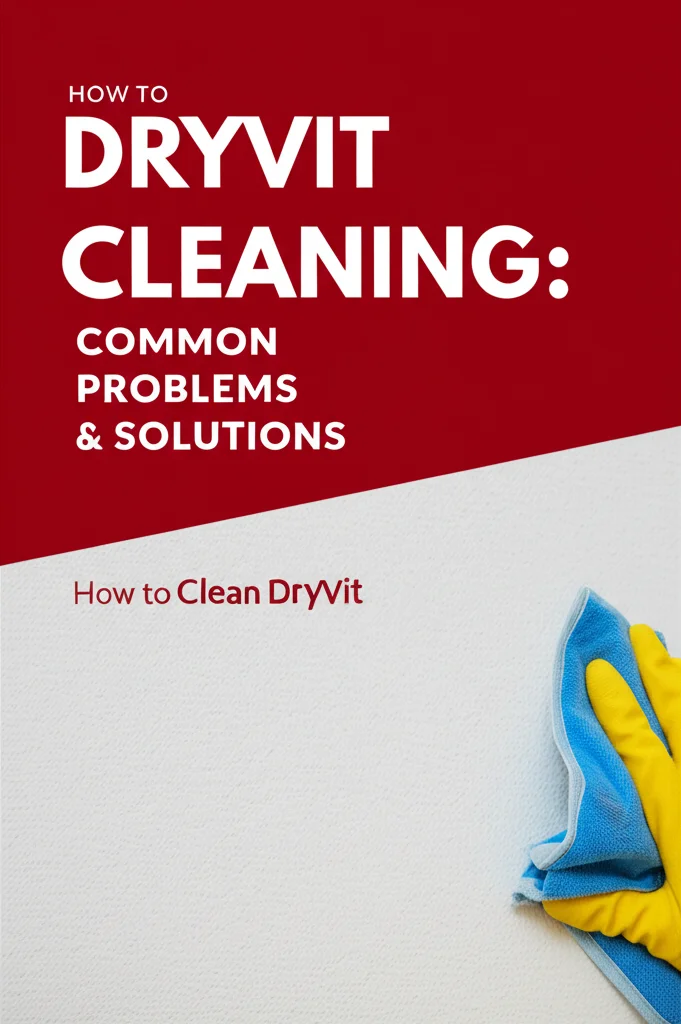 HOW TO
DRYVIT
CLEANING:
COMMON
PROBLEMS
& SOLUTIONS
How to Clean DryVit